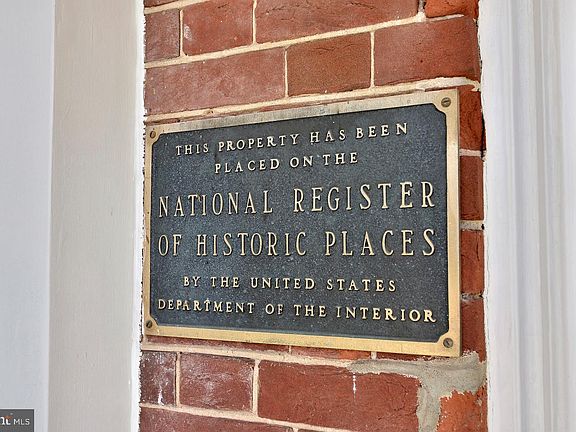 THIS PROPERTY HAS BEEN
PLACED ON THE
NATIONAL REGISTER
OF HISTORIC PLACES
BY THE UNITED STATES
DEPARTMENT OF THE INTERIOR
MLS